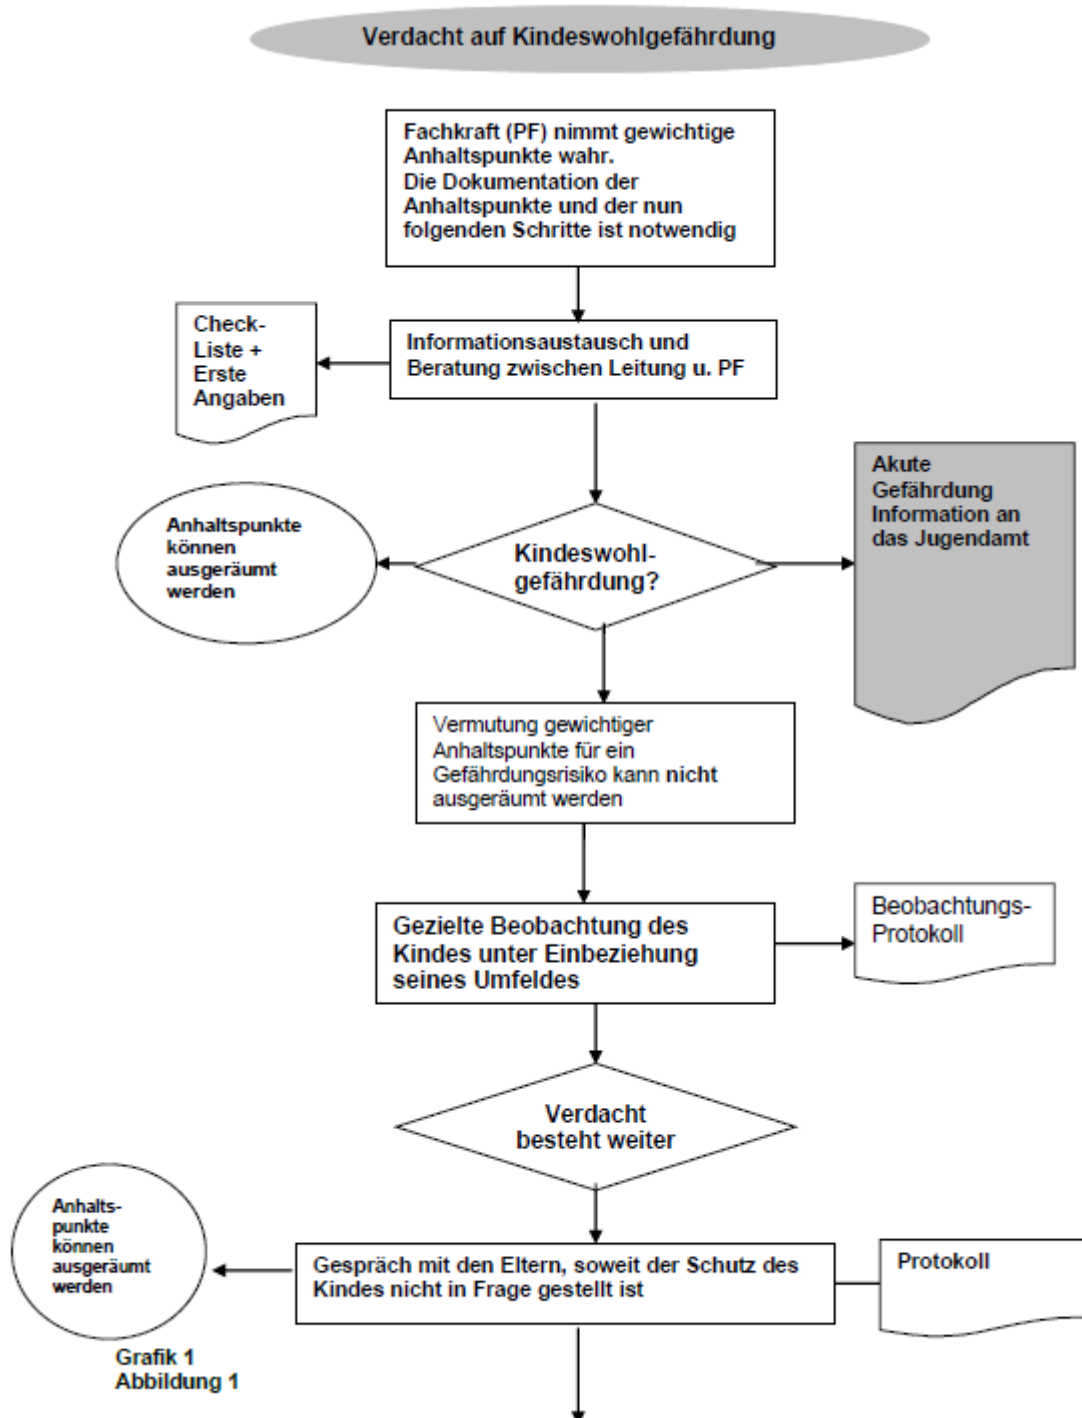 Verdacht auf Kindeswohlgefährdung
Fachkraft (PF) nimmt gewichtige
Anhaltspunkte wahr.
Die Dokumentation der
Anhaltspunkte und der nun
folgenden Schritte ist notwendig
Check-
Liste +
Erste
Angaben
Informationsaustausch und
Beratung zwischen Leitung u. PF
Akute
Gefährdung
Information an
das Jugendamt
Anhaltspunkte
können
ausgeräumt
werden
Kindeswohl-
gefährdung?
Vermutung gewichtiger
Anhaltspunkte für ein
Gefährdungsrisiko kann nicht
ausgeräumt werden
Gezielte Beobachtung des
Kindes unter Einbeziehung
seines Umfeldes
Beobachtungs-
Protokoll
Verdacht
besteht weiter
Anhalts-
punkte
können
ausgeräumt
werden
Gespräch mit den Eltern, soweit der Schutz des
Kindes nicht in Frage gestellt ist
Protokoll
Grafik 1
Abbildung 1